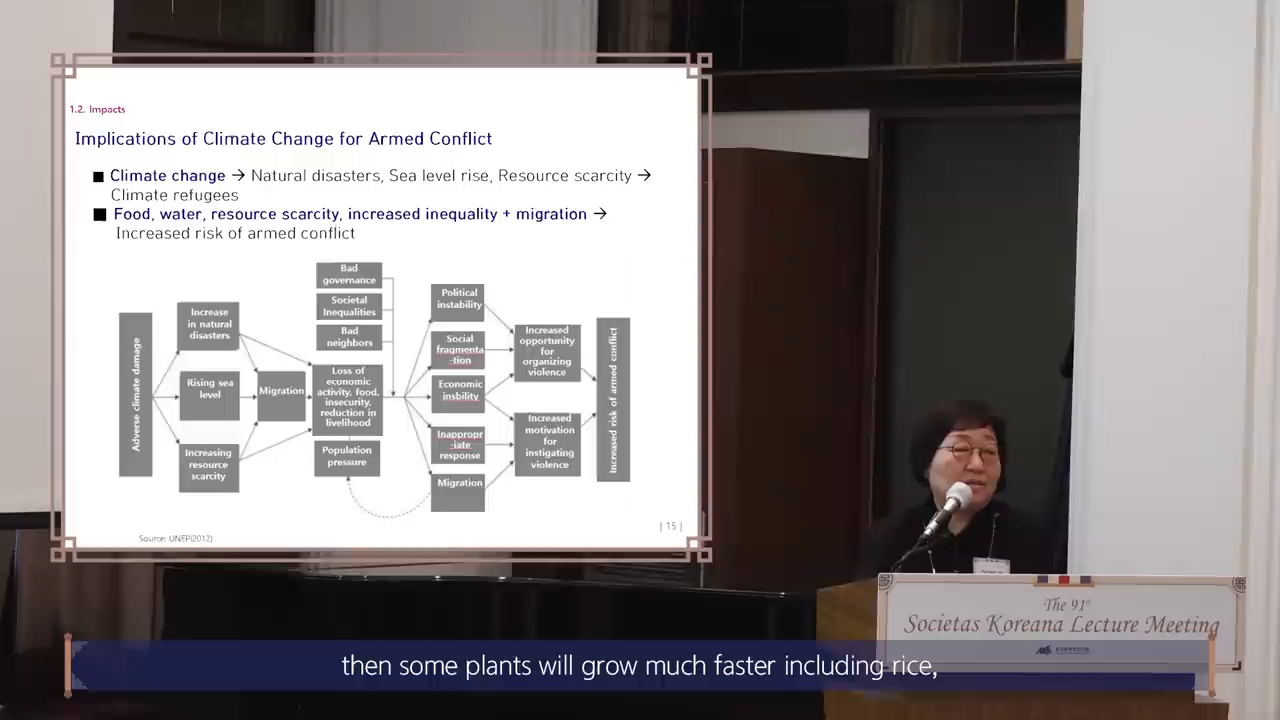 1.2. Impacts
Implications of Climate Change for Armed Conflict
■ Climate change → Natural disasters, Sea level rise, Resource scarcity →
Climate refugees
■ Food, water, resource scarcity, increased inequality + migration →
Increased risk of armed conflict
Adverse climate damage
Increase
in natural
disasters
Rising sea
level
Increasing
resource
scarcity
Migration
Bad
governance
Societal
Inequalities
Bad
neighbors
Loss of
economic
activity, food,
insecurity,
reduction in
livelihood
Population
pressure
Political
instability
Social
fragmenta
-tion
Economic
insbility
Inappropr
-iate
response
Migration
Increased
opportunity
for
organizing
violence
Increased
motivation
for
instigating
violence
Increased risk of armed conflict
| 15 |
Source: UNEP(2012)
The 91st
Societas Koreana Lecture Meeting
then some plants will grow much faster including rice,